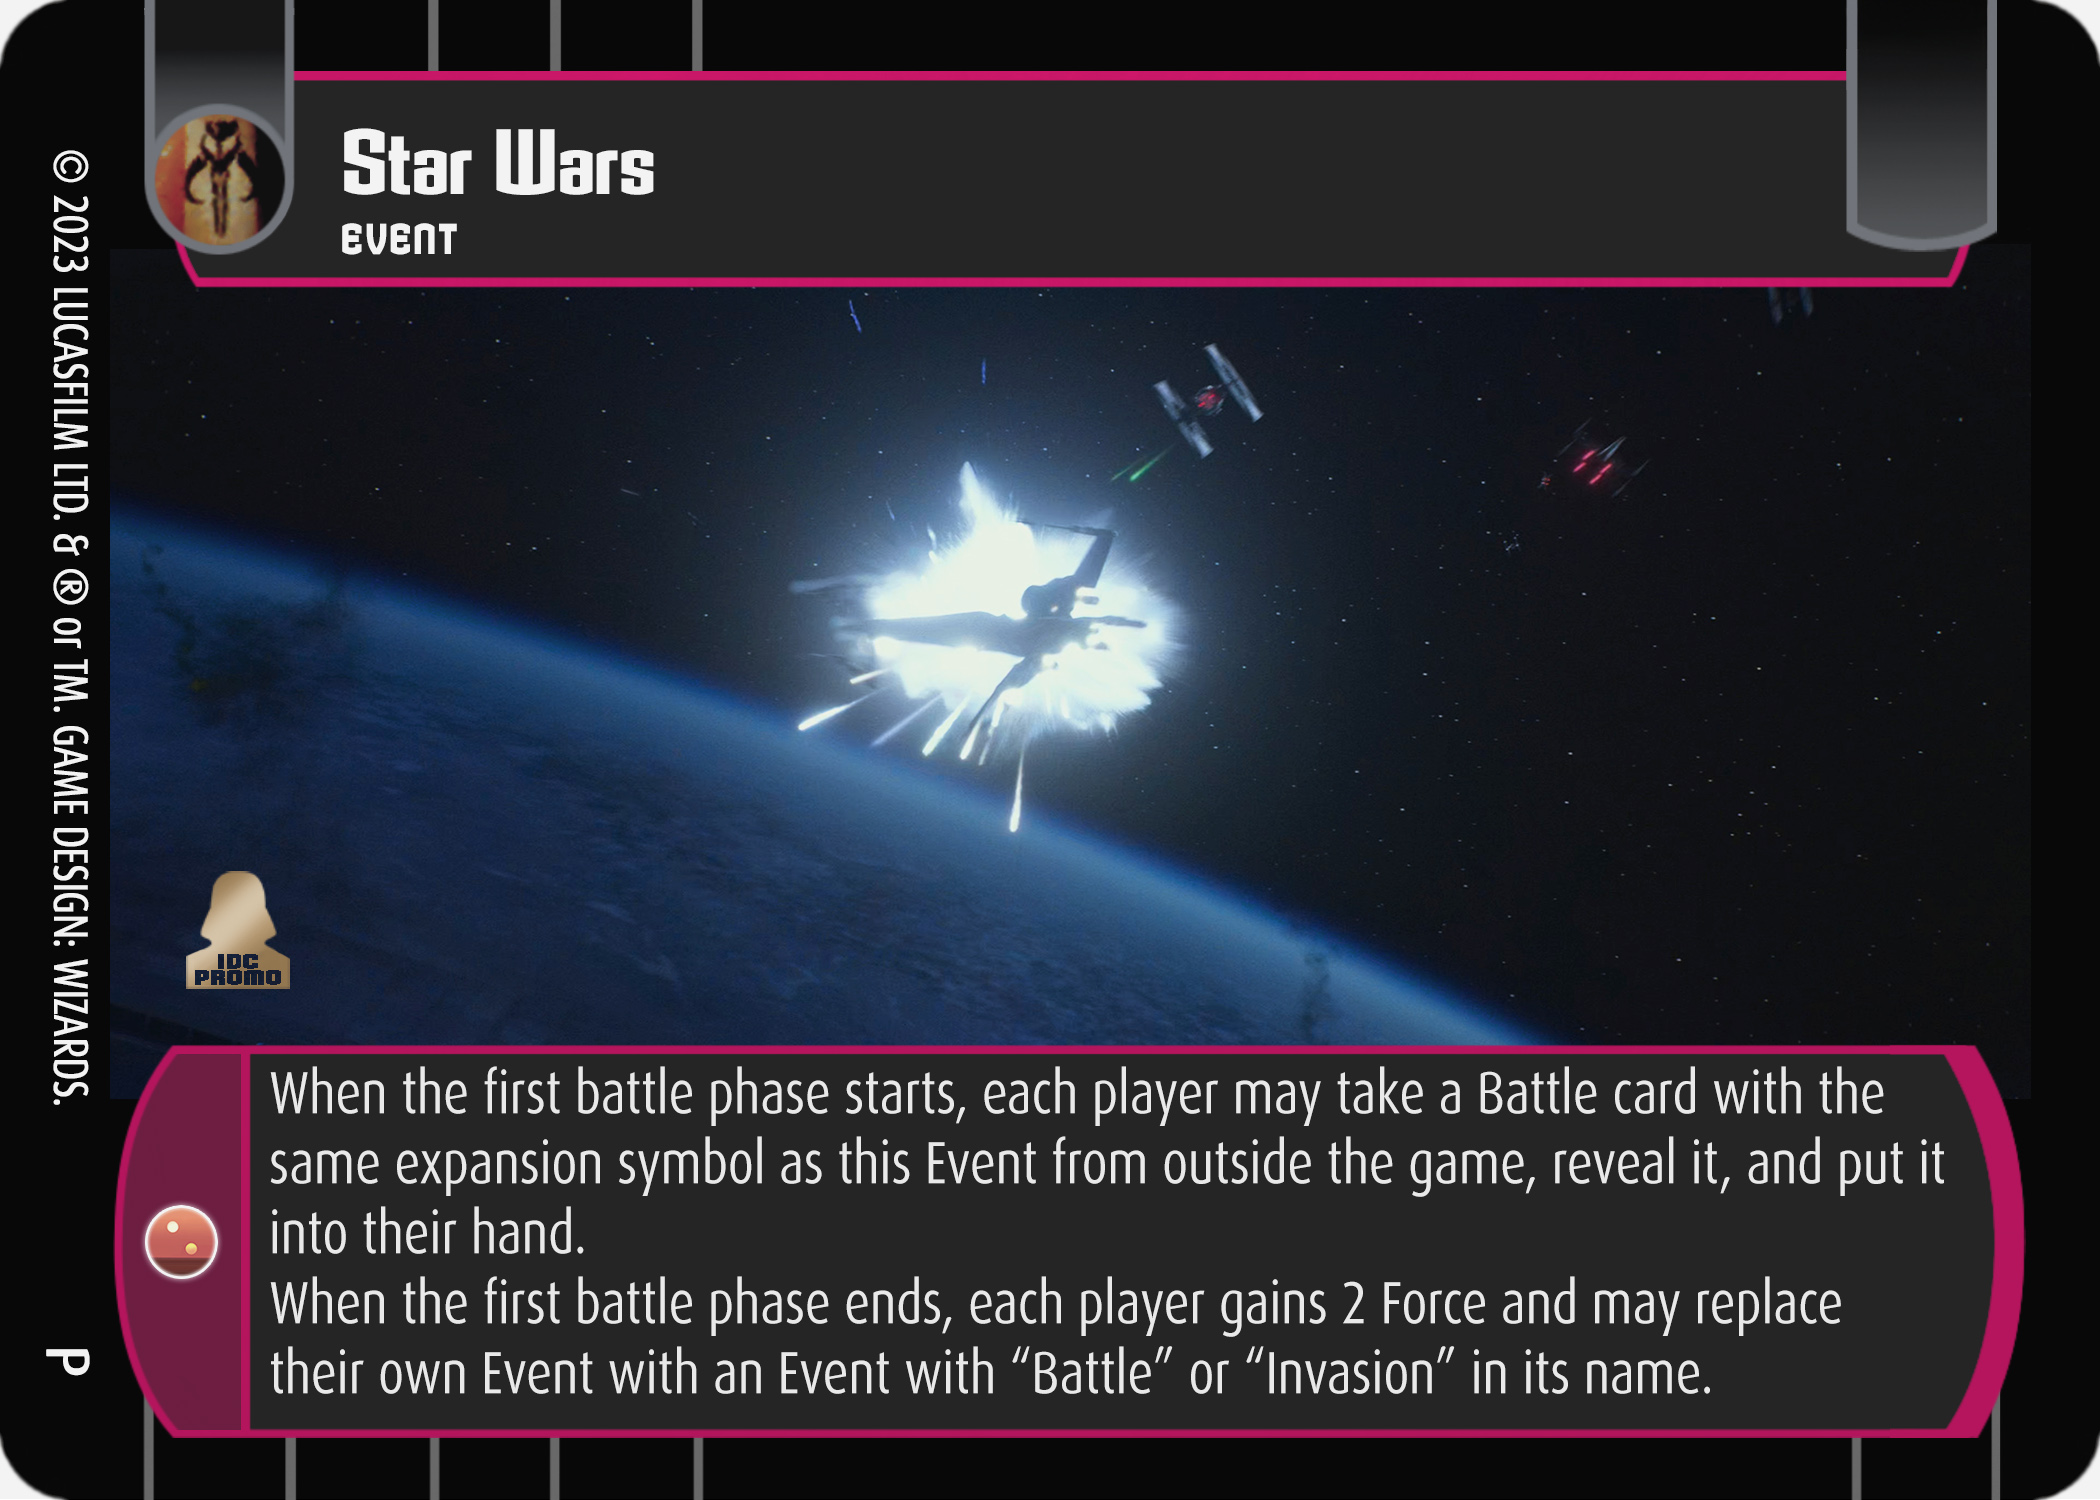 Star Wars
EVENT
© 2023 LUCASFILM LTD. & ® or TM. GAME DESIGN: WIZARDS.
P
IDC
PROMO
When the first battle phase starts, each player may take a Battle card with the
same expansion symbol as this Event from outside the game, reveal it, and put it
into their hand.
When the first battle phase ends, each player gains 2 Force and may replace
their own Event with an Event with “Battle” or “Invasion” in its name.